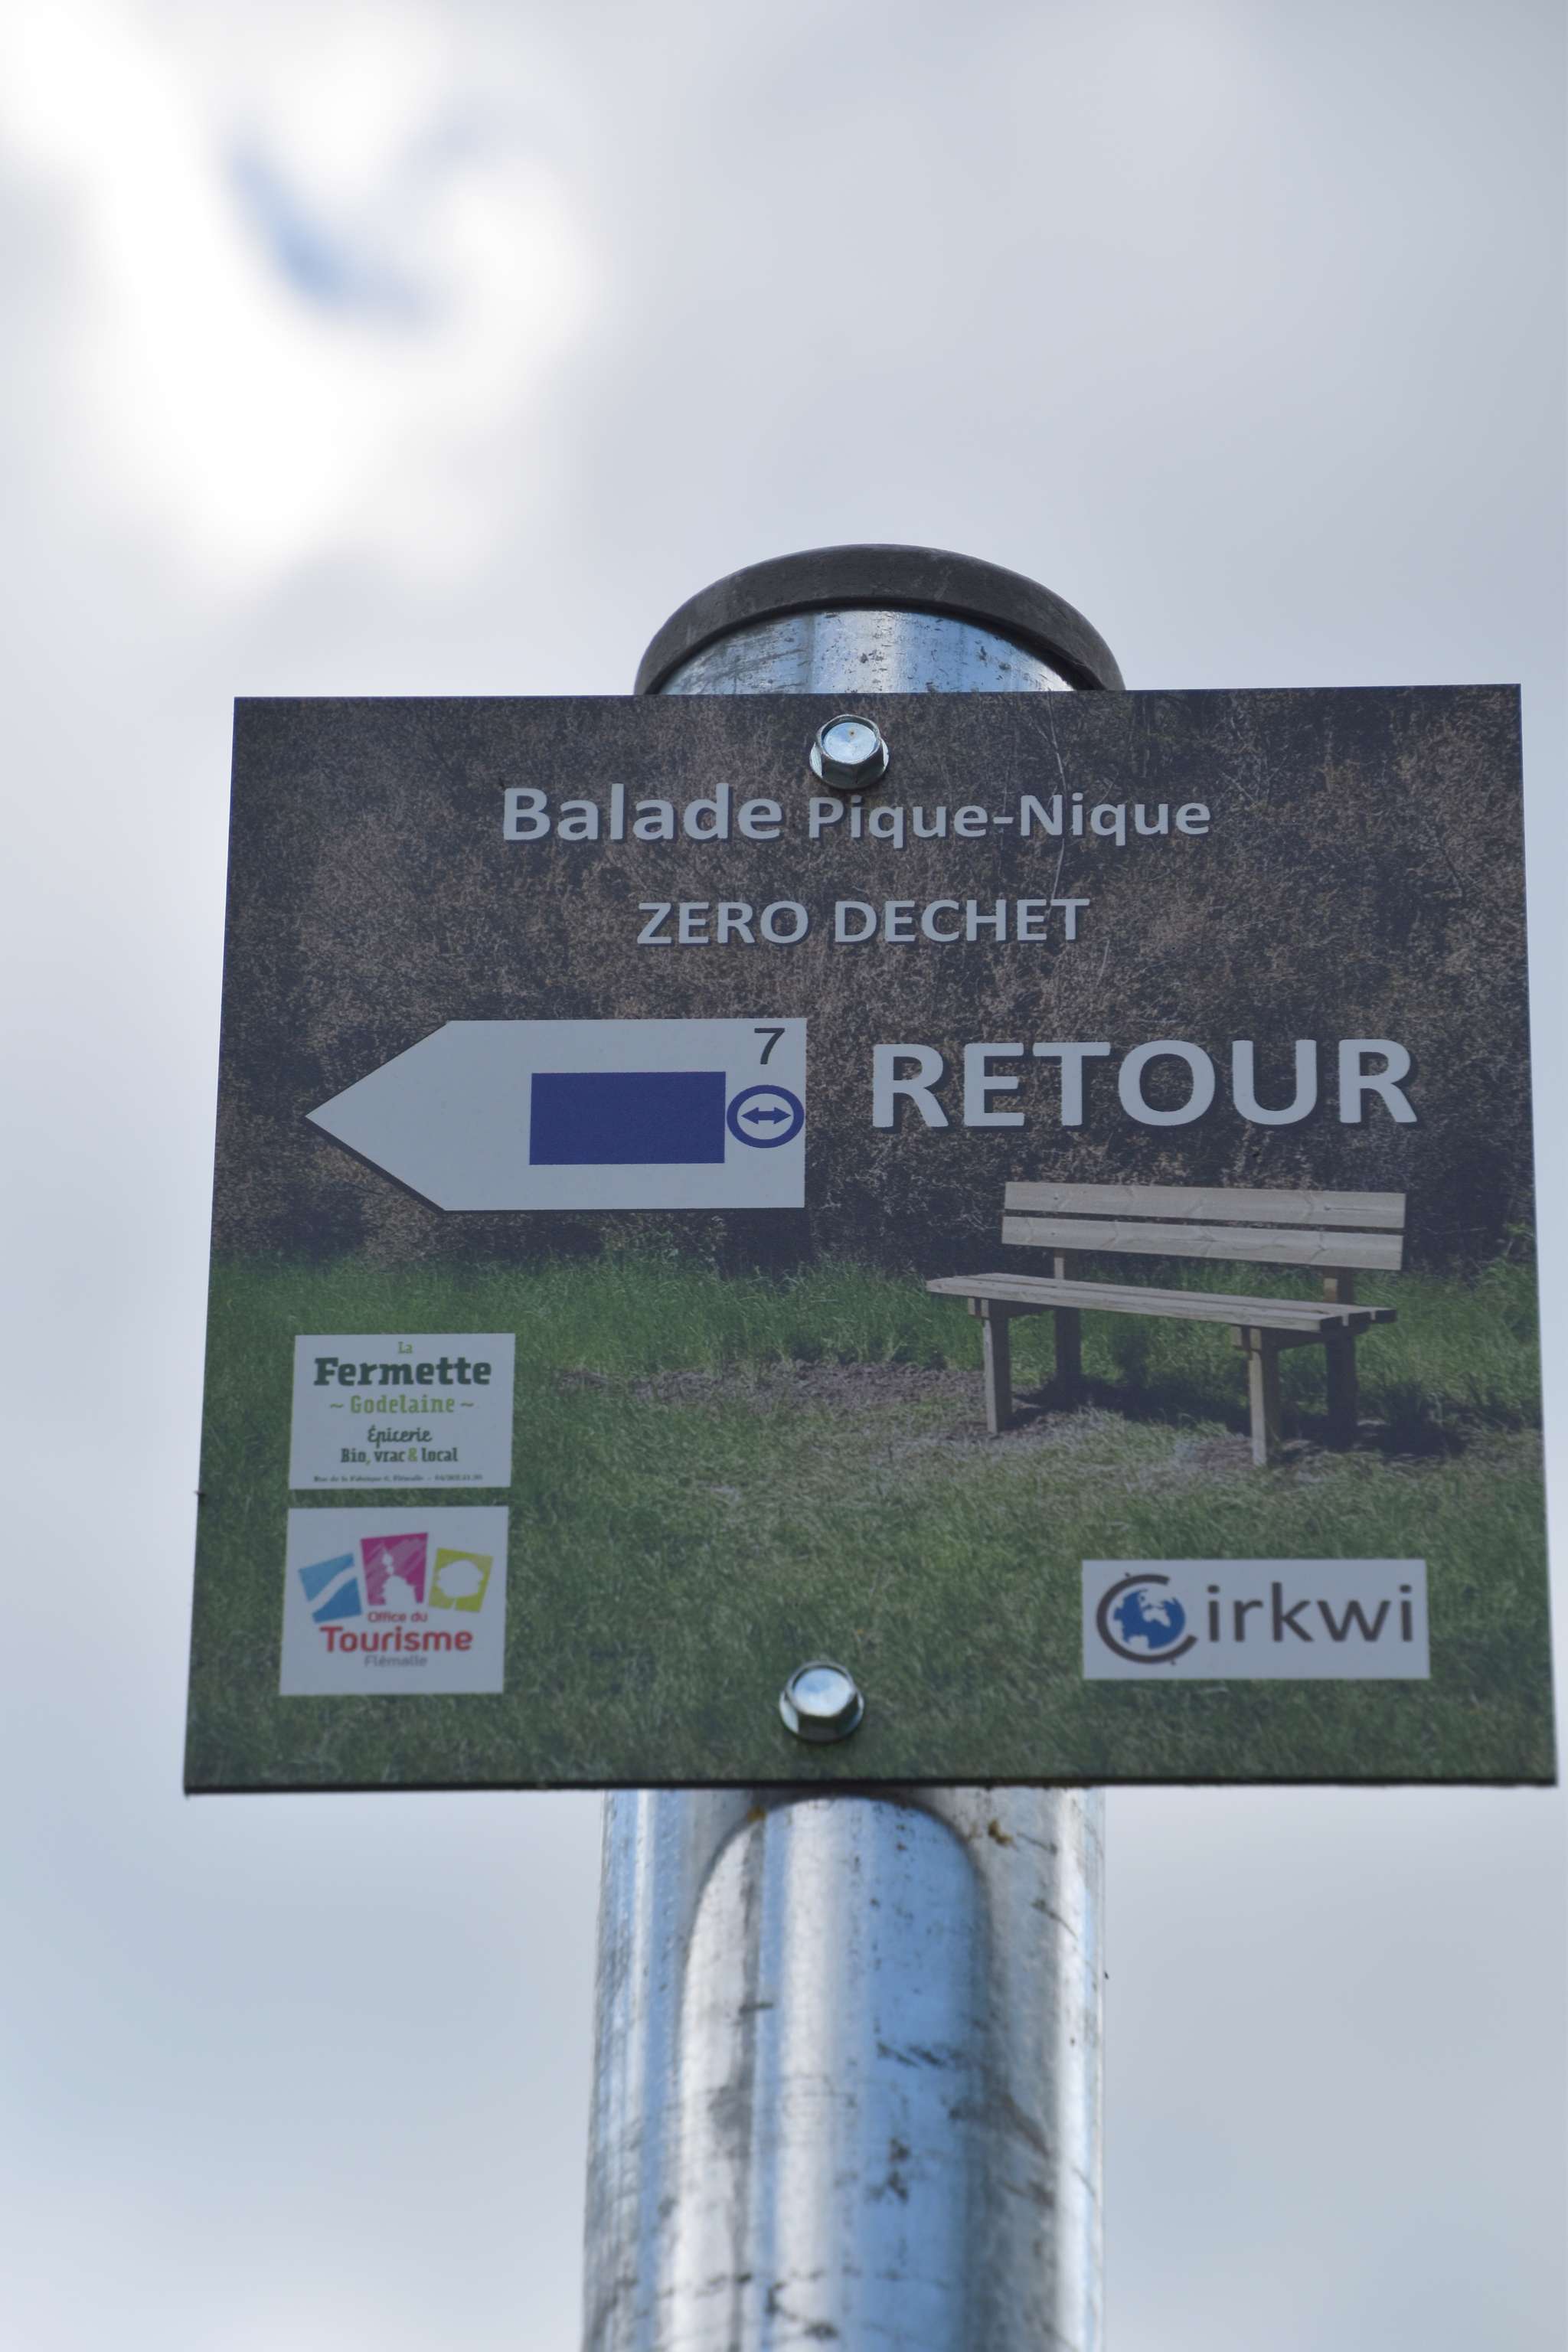 Balade Pique-Nique
ZERO DECHET
7
RETOUR
La
Fermette
~ Godelaine ~
Épicerie
Bio, vrac & local
Office du
Tourisme
Flémalle
Cirkwi